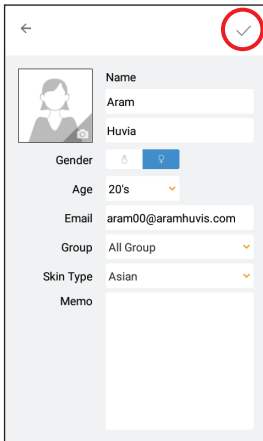 Name
Aram
Huvia
Gender
Age 20's
Email aram00@aramhuvis.com
Group All Group
Skin Type Asian
Memo